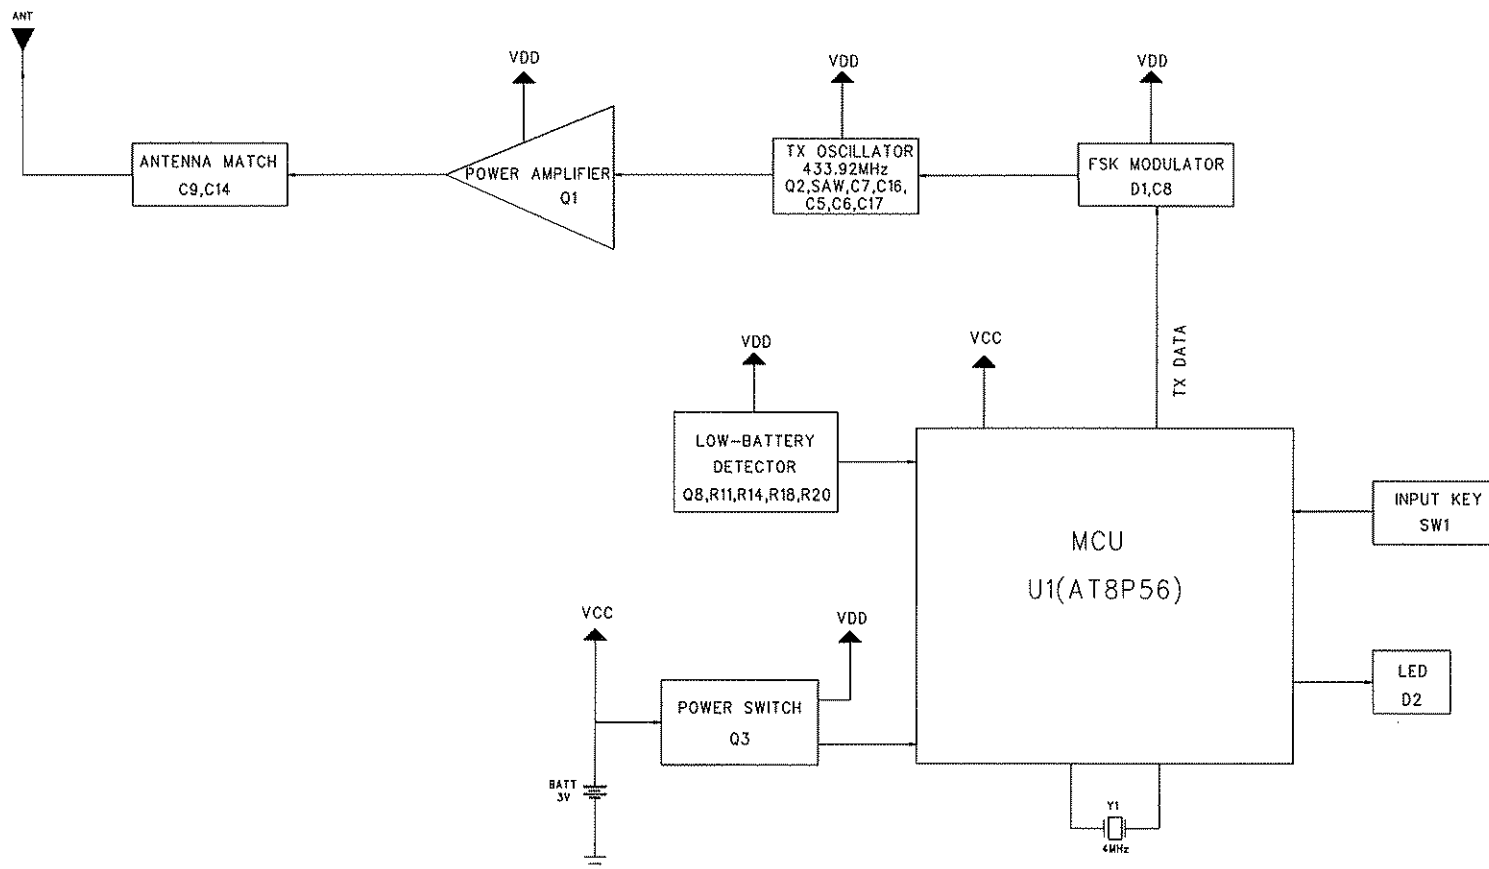 ANT
VDD
VDD
VDD
ANTENNA MATCH
C9,C14
POWER AMPLIFIER
Q1
TX OSCILLATOR
433.92MHz
Q2,SAW,C7,C16,
C5,C6,C17
FSK MODULATOR
D1,C8
TX DATA
VDD
VCC
LOW-BATTERY
DETECTOR
Q8,R11,R14,R18,R20
MCU
U1(AT8P56)
INPUT KEY
SW1
VCC
VDD
POWER SWITCH
Q3
LED
D2
BATT
3V
Y1
4MHz